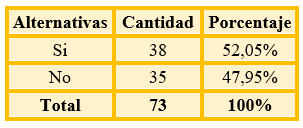 Alternativas Cantidad Porcentaje
Si 38 52,05%
No 35 47,95%
Total 73 100%